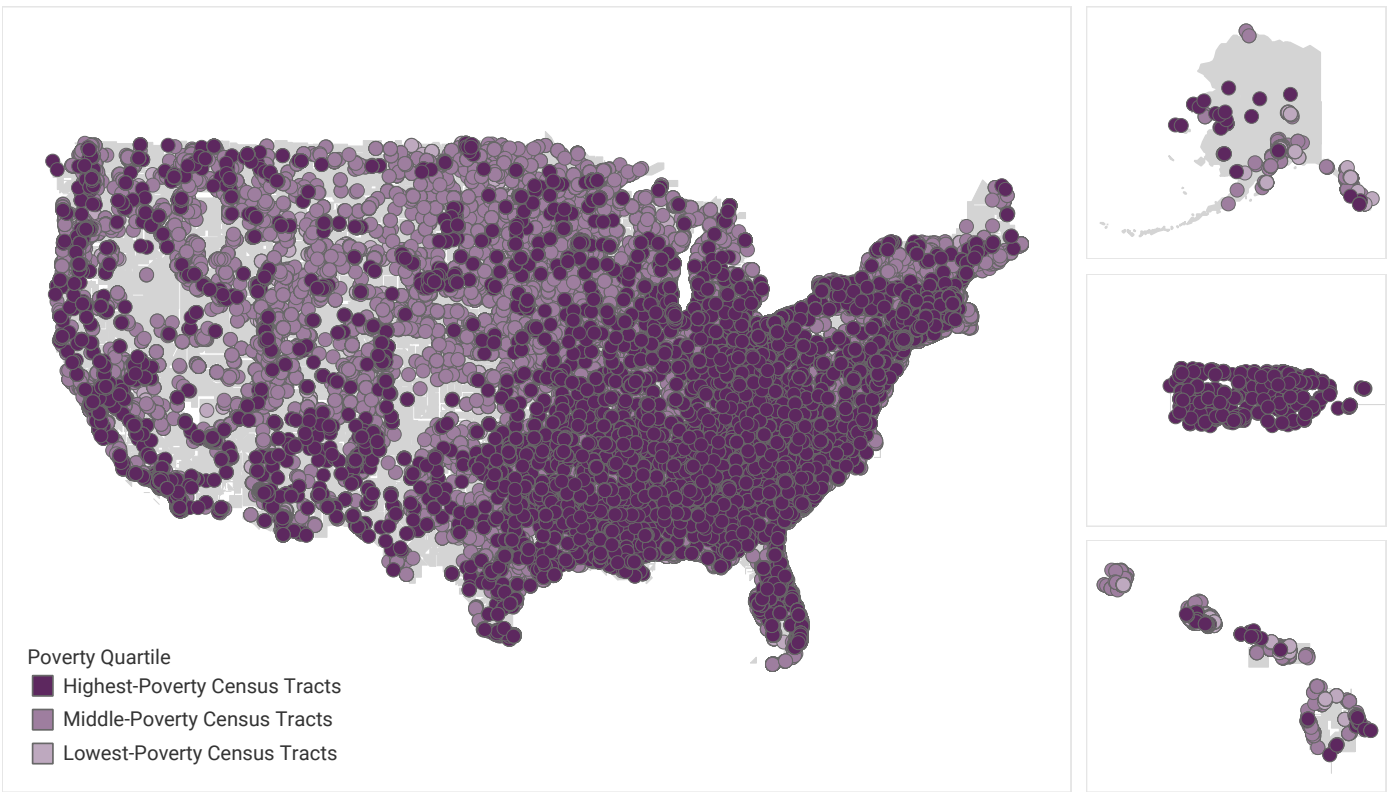 Poverty Quartile
Highest-Poverty Census Tracts
Middle-Poverty Census Tracts
Lowest-Poverty Census Tracts